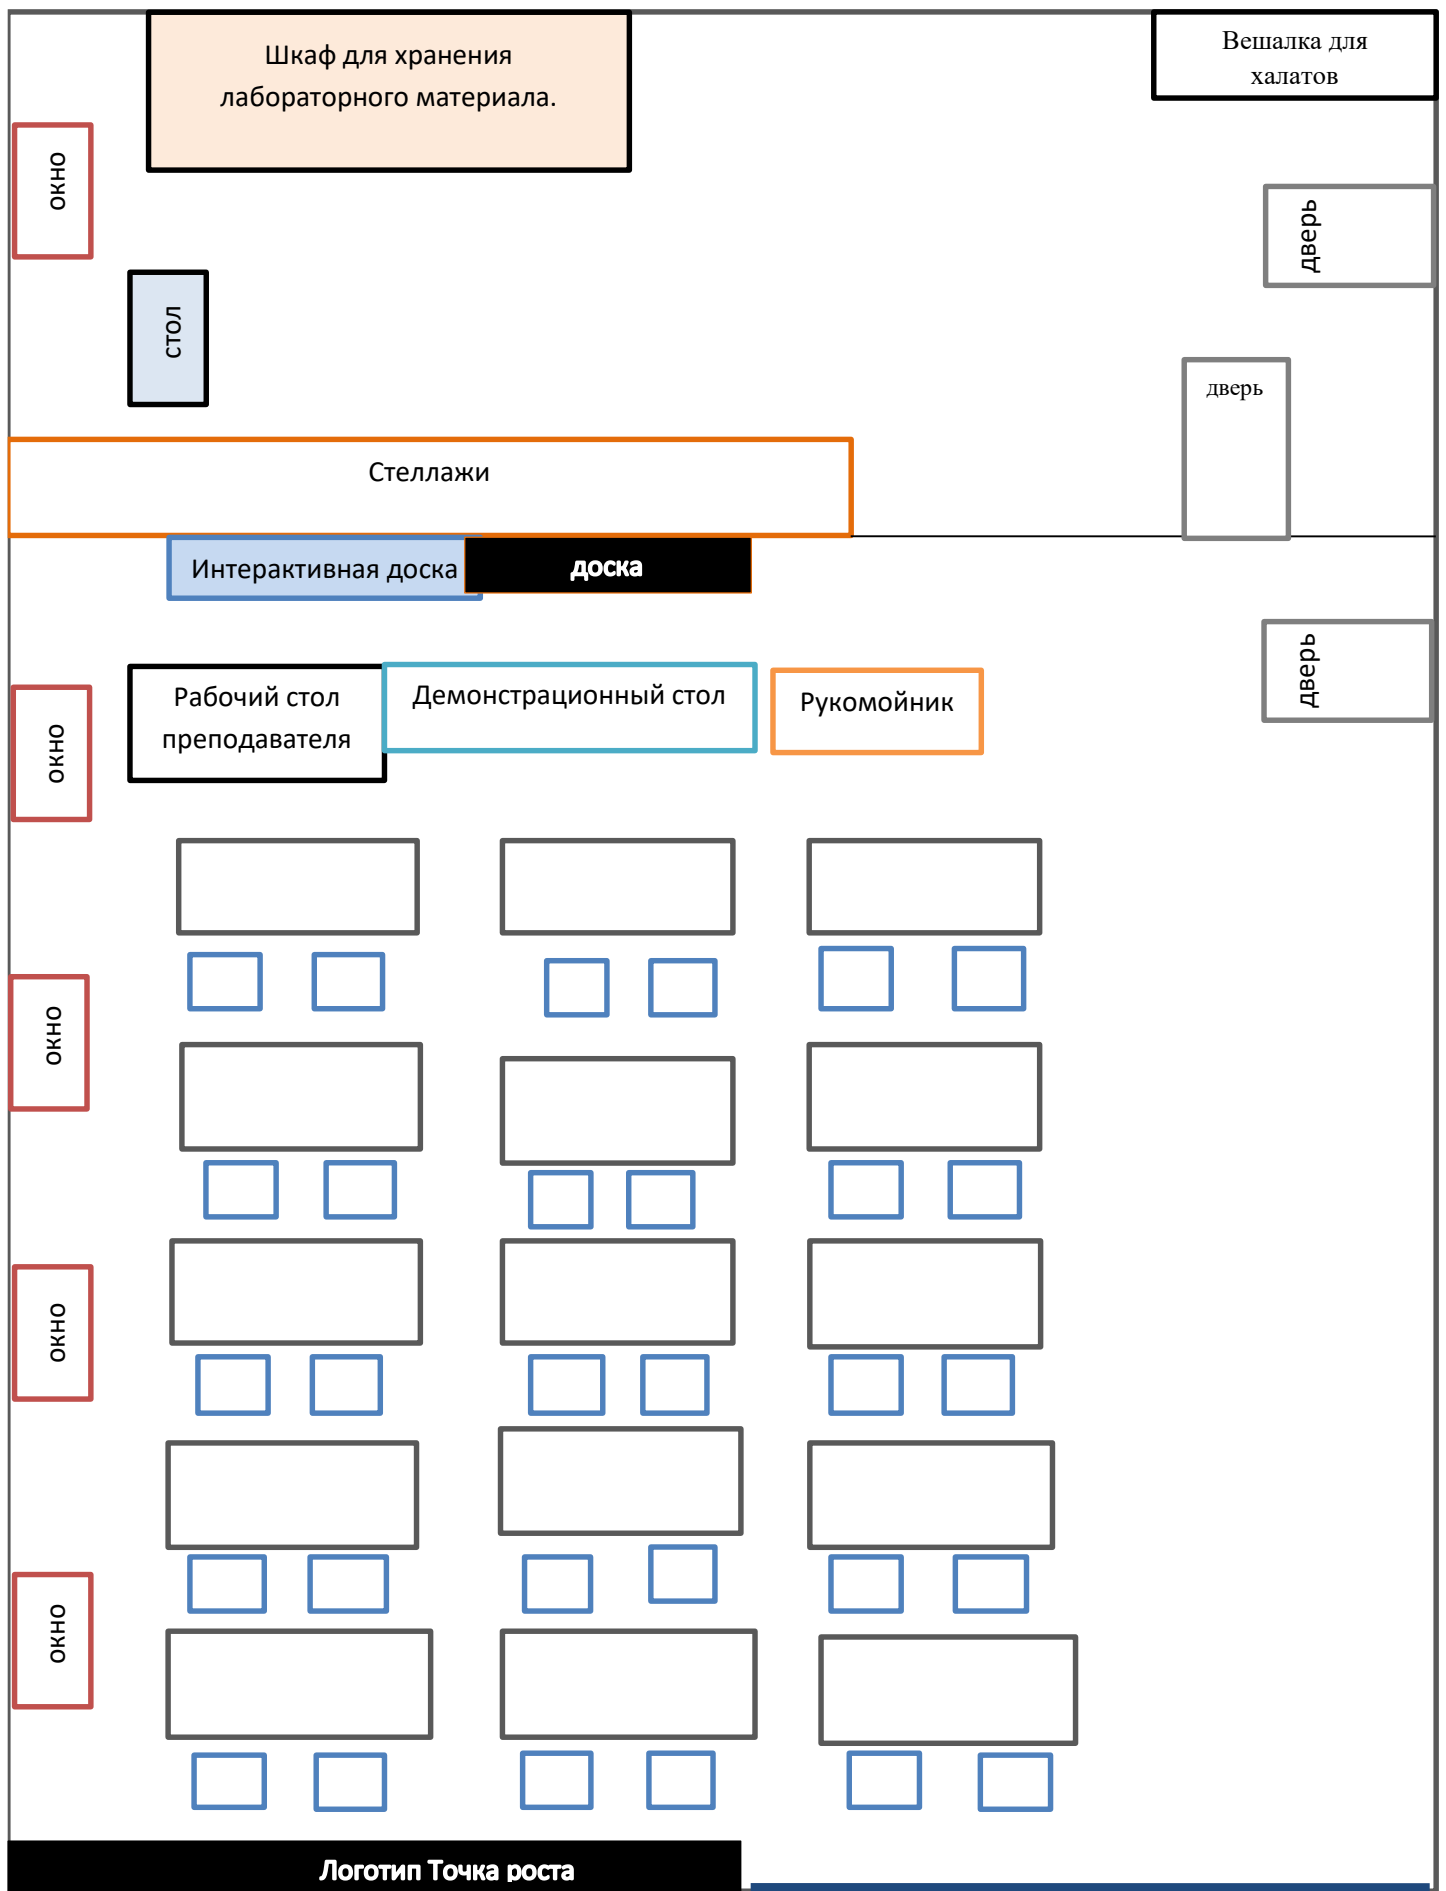 Шкаф для хранения
лабораторного материала.
Вешалка для
халатов
окно
дверь
стол
дверь
Стеллажи
Интерактивная доска
доска
дверь
Рабочий стол
преподавателя
Демонстрационный стол
Рукомойник
окно
окно
окно
окно
Логотип Точка роста